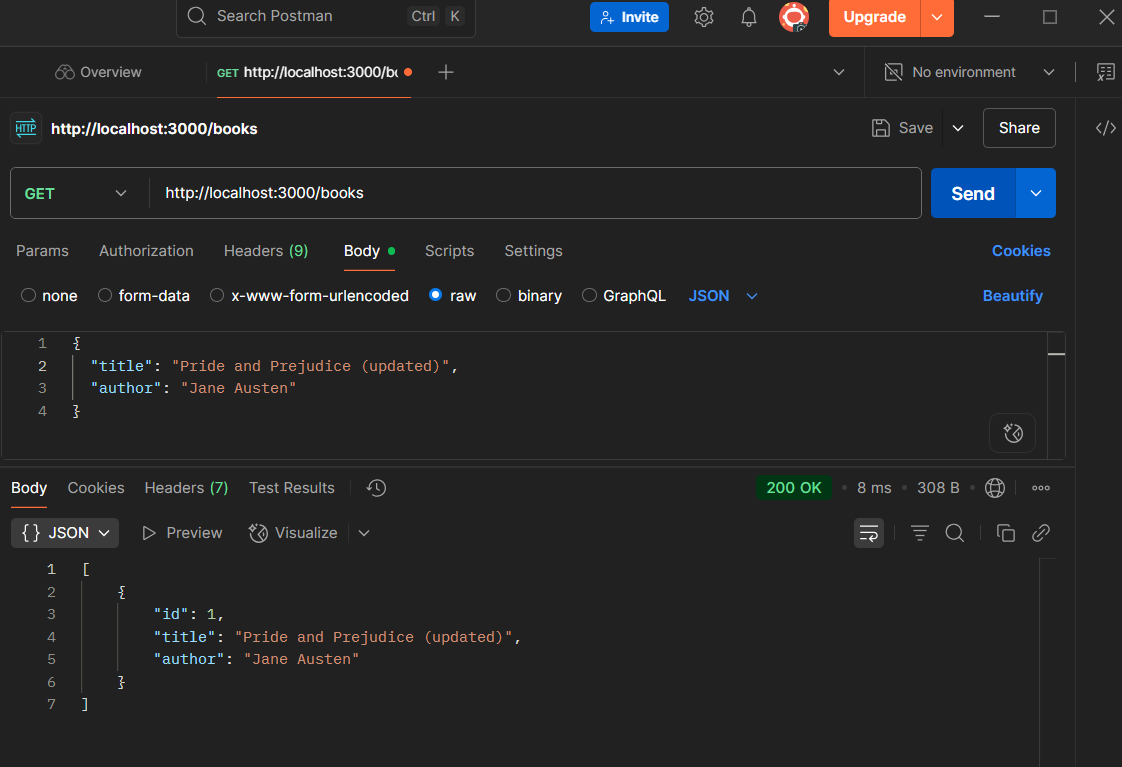 Search Postman Ctrl K Invite Upgrade
Overview GET http://localhost:3000/bo No environment
HTTP http://localhost:3000/books Save Share
GET http://localhost:3000/books Send
Params Authorization Headers (9) Body Scripts Settings Cookies
none form-data x-www-form-urlencoded raw binary GraphQL JSON Beautify
1 {
2 "title": "Pride and Prejudice (updated)",
3 "author": "Jane Austen"
4 }
Body Cookies Headers (7) Test Results 200 OK • 8 ms • 308 B •
{} JSON Preview Visualize
1 [
2 {
3 "id": 1,
4 "title": "Pride and Prejudice (updated)",
5 "author": "Jane Austen"
6 }
7 ]